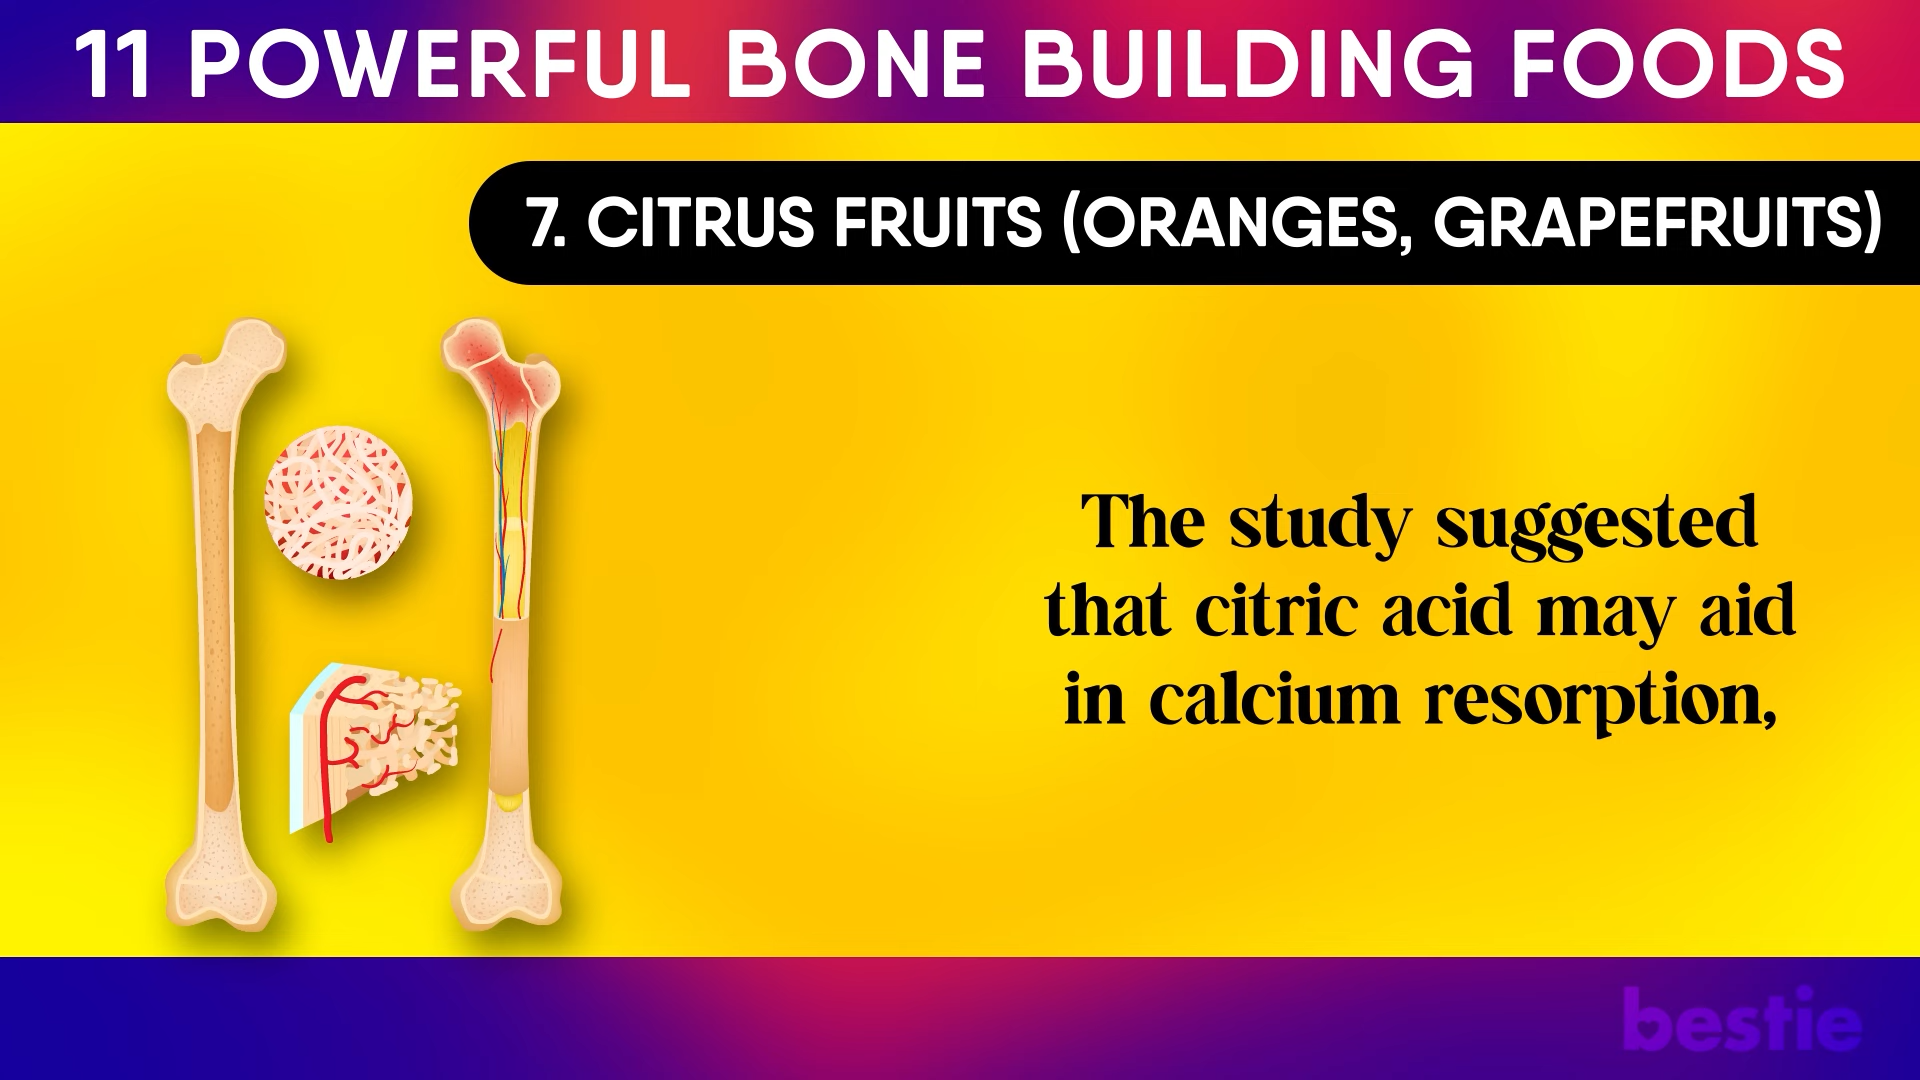 11 POWERFUL BONE BUILDING FOODS
7. CITRUS FRUITS (ORANGES, GRAPEFRUITS)
The study suggested
that citric acid may aid
in calcium resorption,
bestie